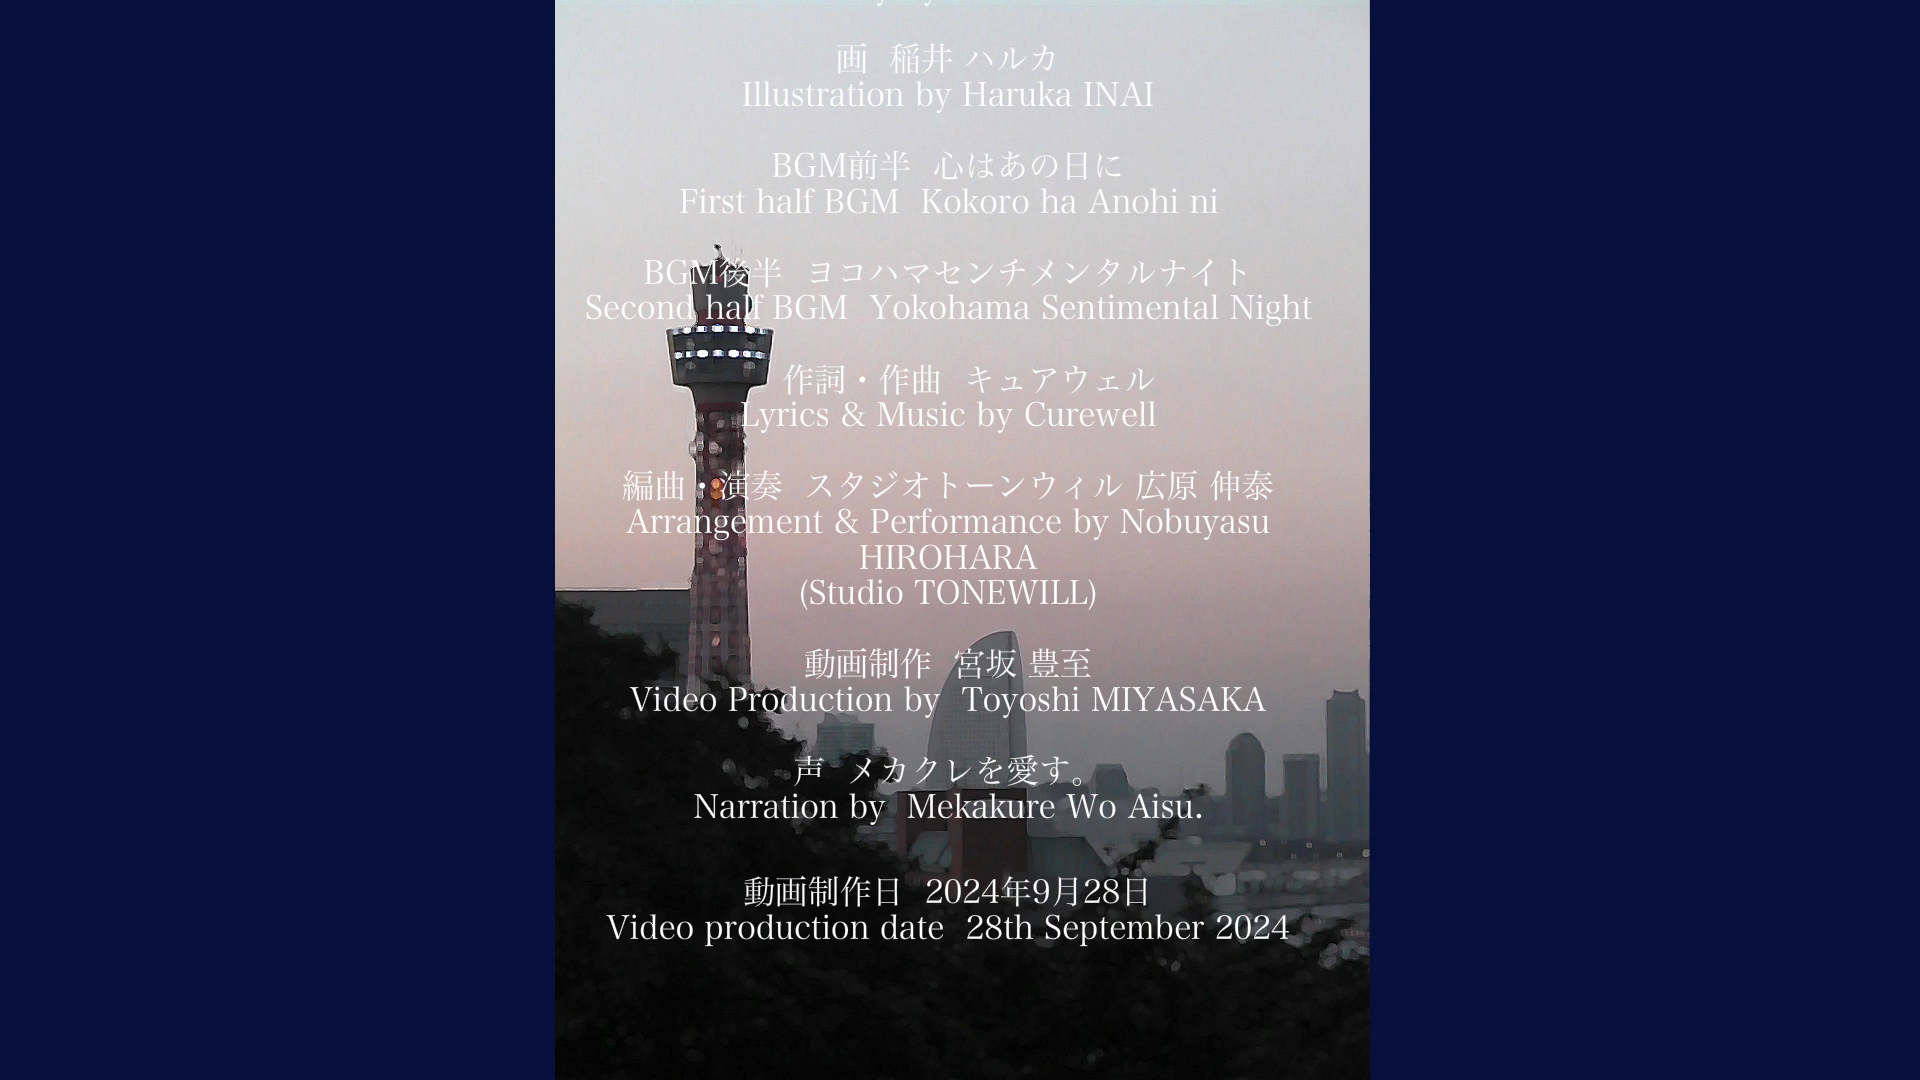 画 稲井 ハルカ
Illustration by Haruka INAI
BGM前半 心はあの日に
First half BGM Kokoro ha Anohi ni
BGM後半 ヨコハマセンチメンタルナイト
Second half BGM Yokohama Sentimental Night
作詞・作曲 キュアウェル
Lyrics & Music by Curewell
編曲・演奏 スタジオトーンウィル 広原 伸泰
Arrangement & Performance by Nobuyasu
HIROHARA
(Studio TONEWILL)
動画制作 宮坂 豊至
Video Production by Toyoshi MIYASAKA
声 メカクレを愛す。
Narration by Mekakure Wo Aisu.
動画制作日 2024年9月28日
Video production date 28th September 2024